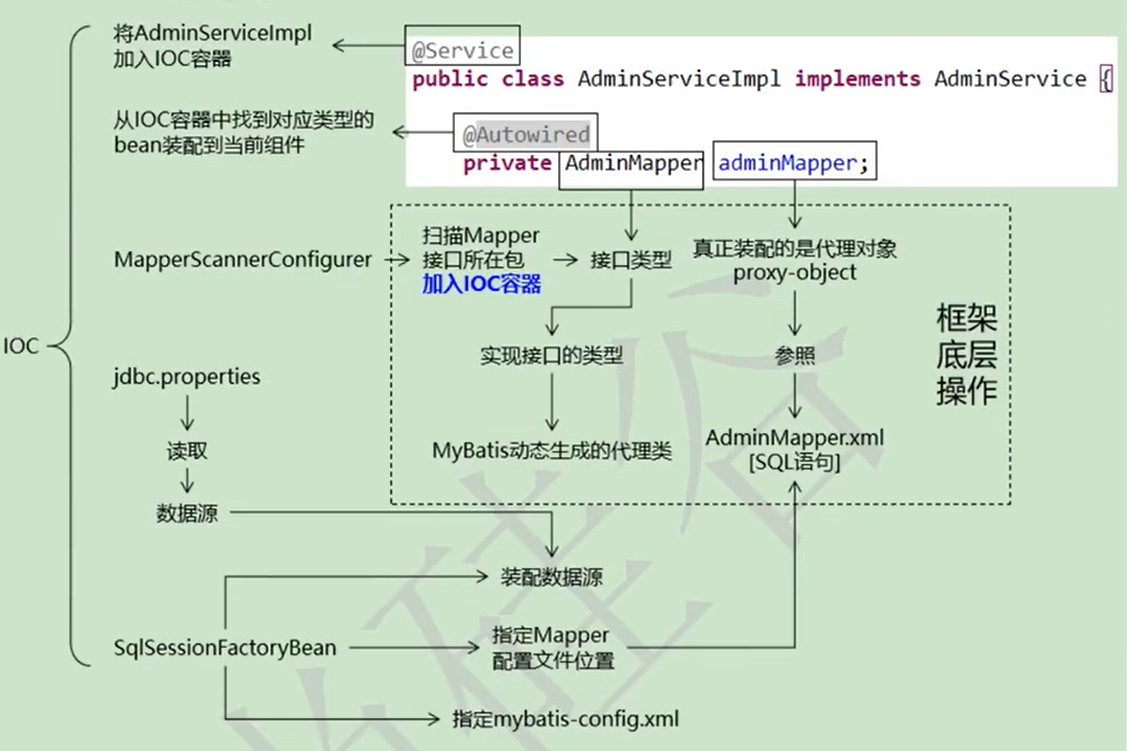 将AdminServiceImpl
加入IOC容器
@Service
public class AdminServiceImpl implements AdminService {
从IOC容器中找到对应类型的
bean装配到当前组件
@Autowired
private AdminMapper adminMapper;
MapperScannerConfigurer
扫描Mapper
接口所在包
加入IOC容器
接口类型
真正装配的是代理对象
proxy-object
框架
底层
操作
IOC
实现接口的类型
参照
jdbc.properties
读取
MyBatis动态生成的代理类
AdminMapper.xml
[SQL语句]
数据源
装配数据源
SqlSessionFactoryBean
指定Mapper
配置文件位置
指定mybatis-config.xml